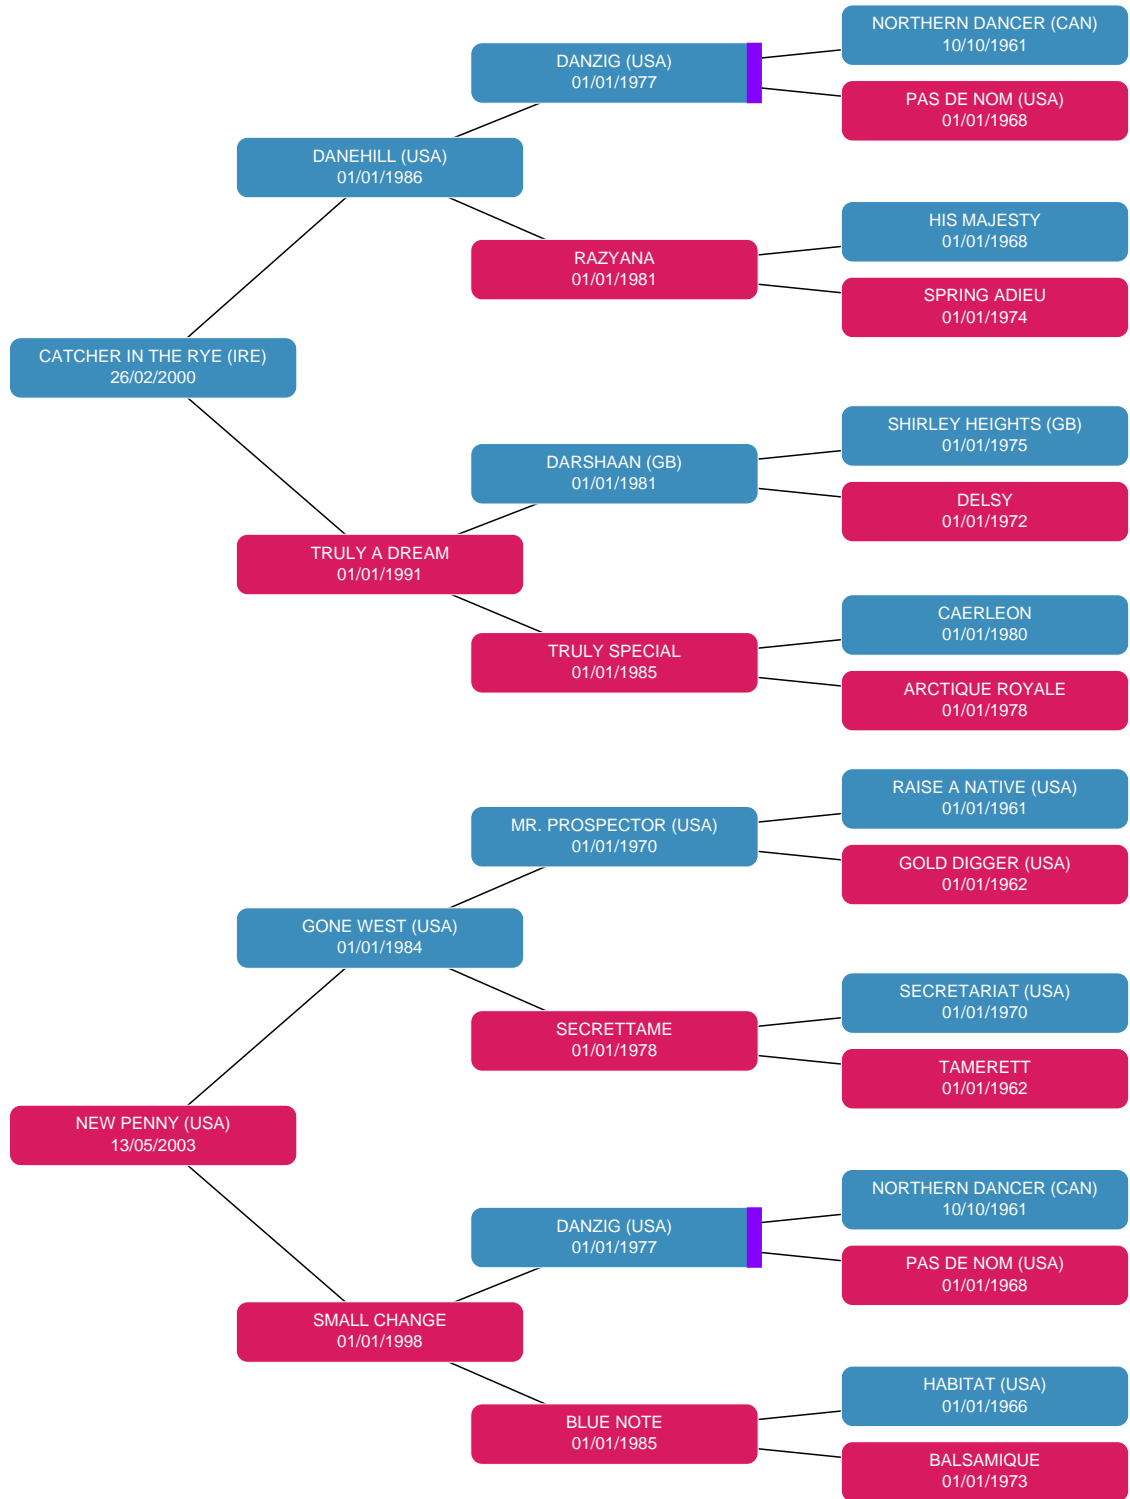 NORTHERN DANCER (CAN)
10/10/1961
DANZIG (USA)
01/01/1977
PAS DE NOM (USA)
01/01/1968
DANEHILL (USA)
01/01/1986
HIS MAJESTY
01/01/1968
RAZYANA
01/01/1981
SPRING ADIEU
01/01/1974
CATCHER IN THE RYE (IRE)
26/02/2000
SHIRLEY HEIGHTS (GB)
01/01/1975
DARSHAAN (GB)
01/01/1981
DELSY
01/01/1972
TRULY A DREAM
01/01/1991
CAERLEON
01/01/1980
TRULY SPECIAL
01/01/1985
ARCTIQUE ROYALE
01/01/1978
RAISE A NATIVE (USA)
01/01/1961
MR. PROSPECTOR (USA)
01/01/1970
GOLD DIGGER (USA)
01/01/1962
GONE WEST (USA)
01/01/1984
SECRETARIAT (USA)
01/01/1970
SECRETTAME
01/01/1978
TAMERETT
01/01/1962
NEW PENNY (USA)
13/05/2003
NORTHERN DANCER (CAN)
10/10/1961
DANZIG (USA)
01/01/1977
PAS DE NOM (USA)
01/01/1968
SMALL CHANGE
01/01/1998
HABITAT (USA)
01/01/1966
BLUE NOTE
01/01/1985
BALSAMIQUE
01/01/1973